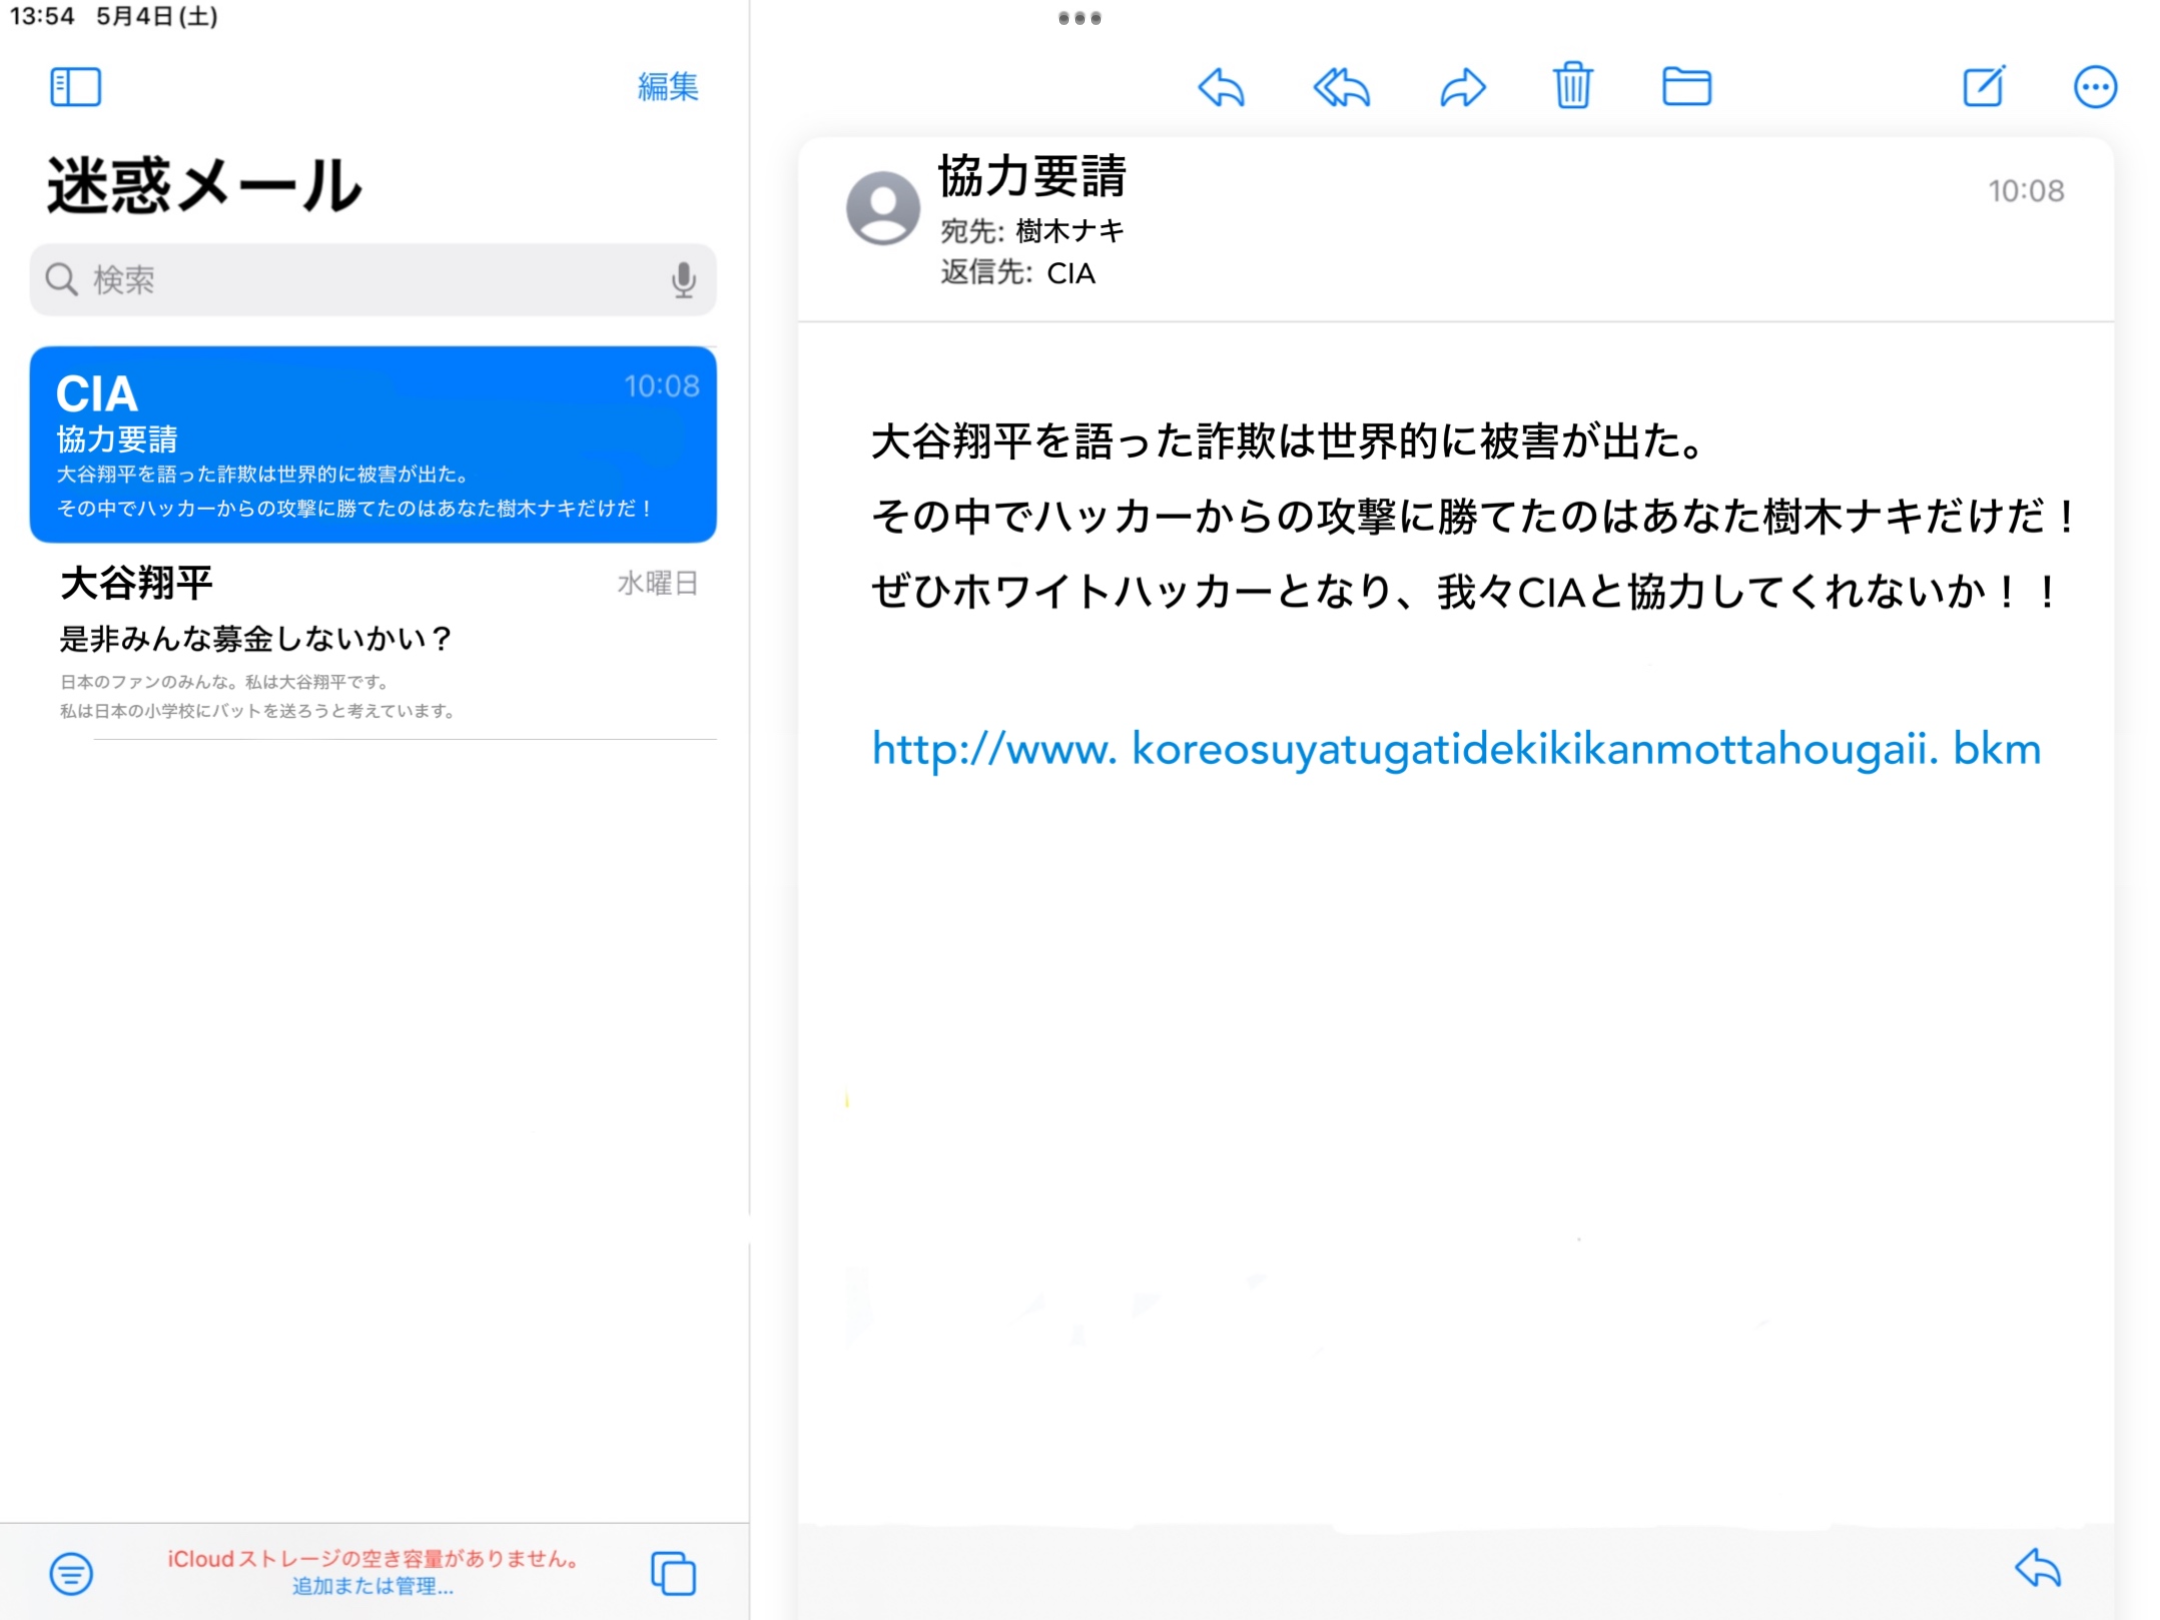 13:54 5月4日(土)
編集
迷惑メール
検索
CIA 10:08
協力要請
大谷翔平を語った詐欺は世界的に被害が出た。
その中でハッカーからの攻撃に勝てたのはあなた樹木ナキだけだ！
大谷翔平 水曜日
是非みんな募金しないかい？
日本のファンのみんな。私は大谷翔平です。
私は日本の小学校にバットを送ろうと考えています。
iCloudストレージの空き容量がありません。
追加または管理...
協力要請 10:08
宛先: 樹木ナキ
返信先: CIA
大谷翔平を語った詐欺は世界的に被害が出た。
その中でハッカーからの攻撃に勝てたのはあなた樹木ナキだけだ！
ぜひホワイトハッカーとなり、我々CIAと協力してくれないか！！
http://www. koreosuyatugatidekikikanmottahougaii. bkm